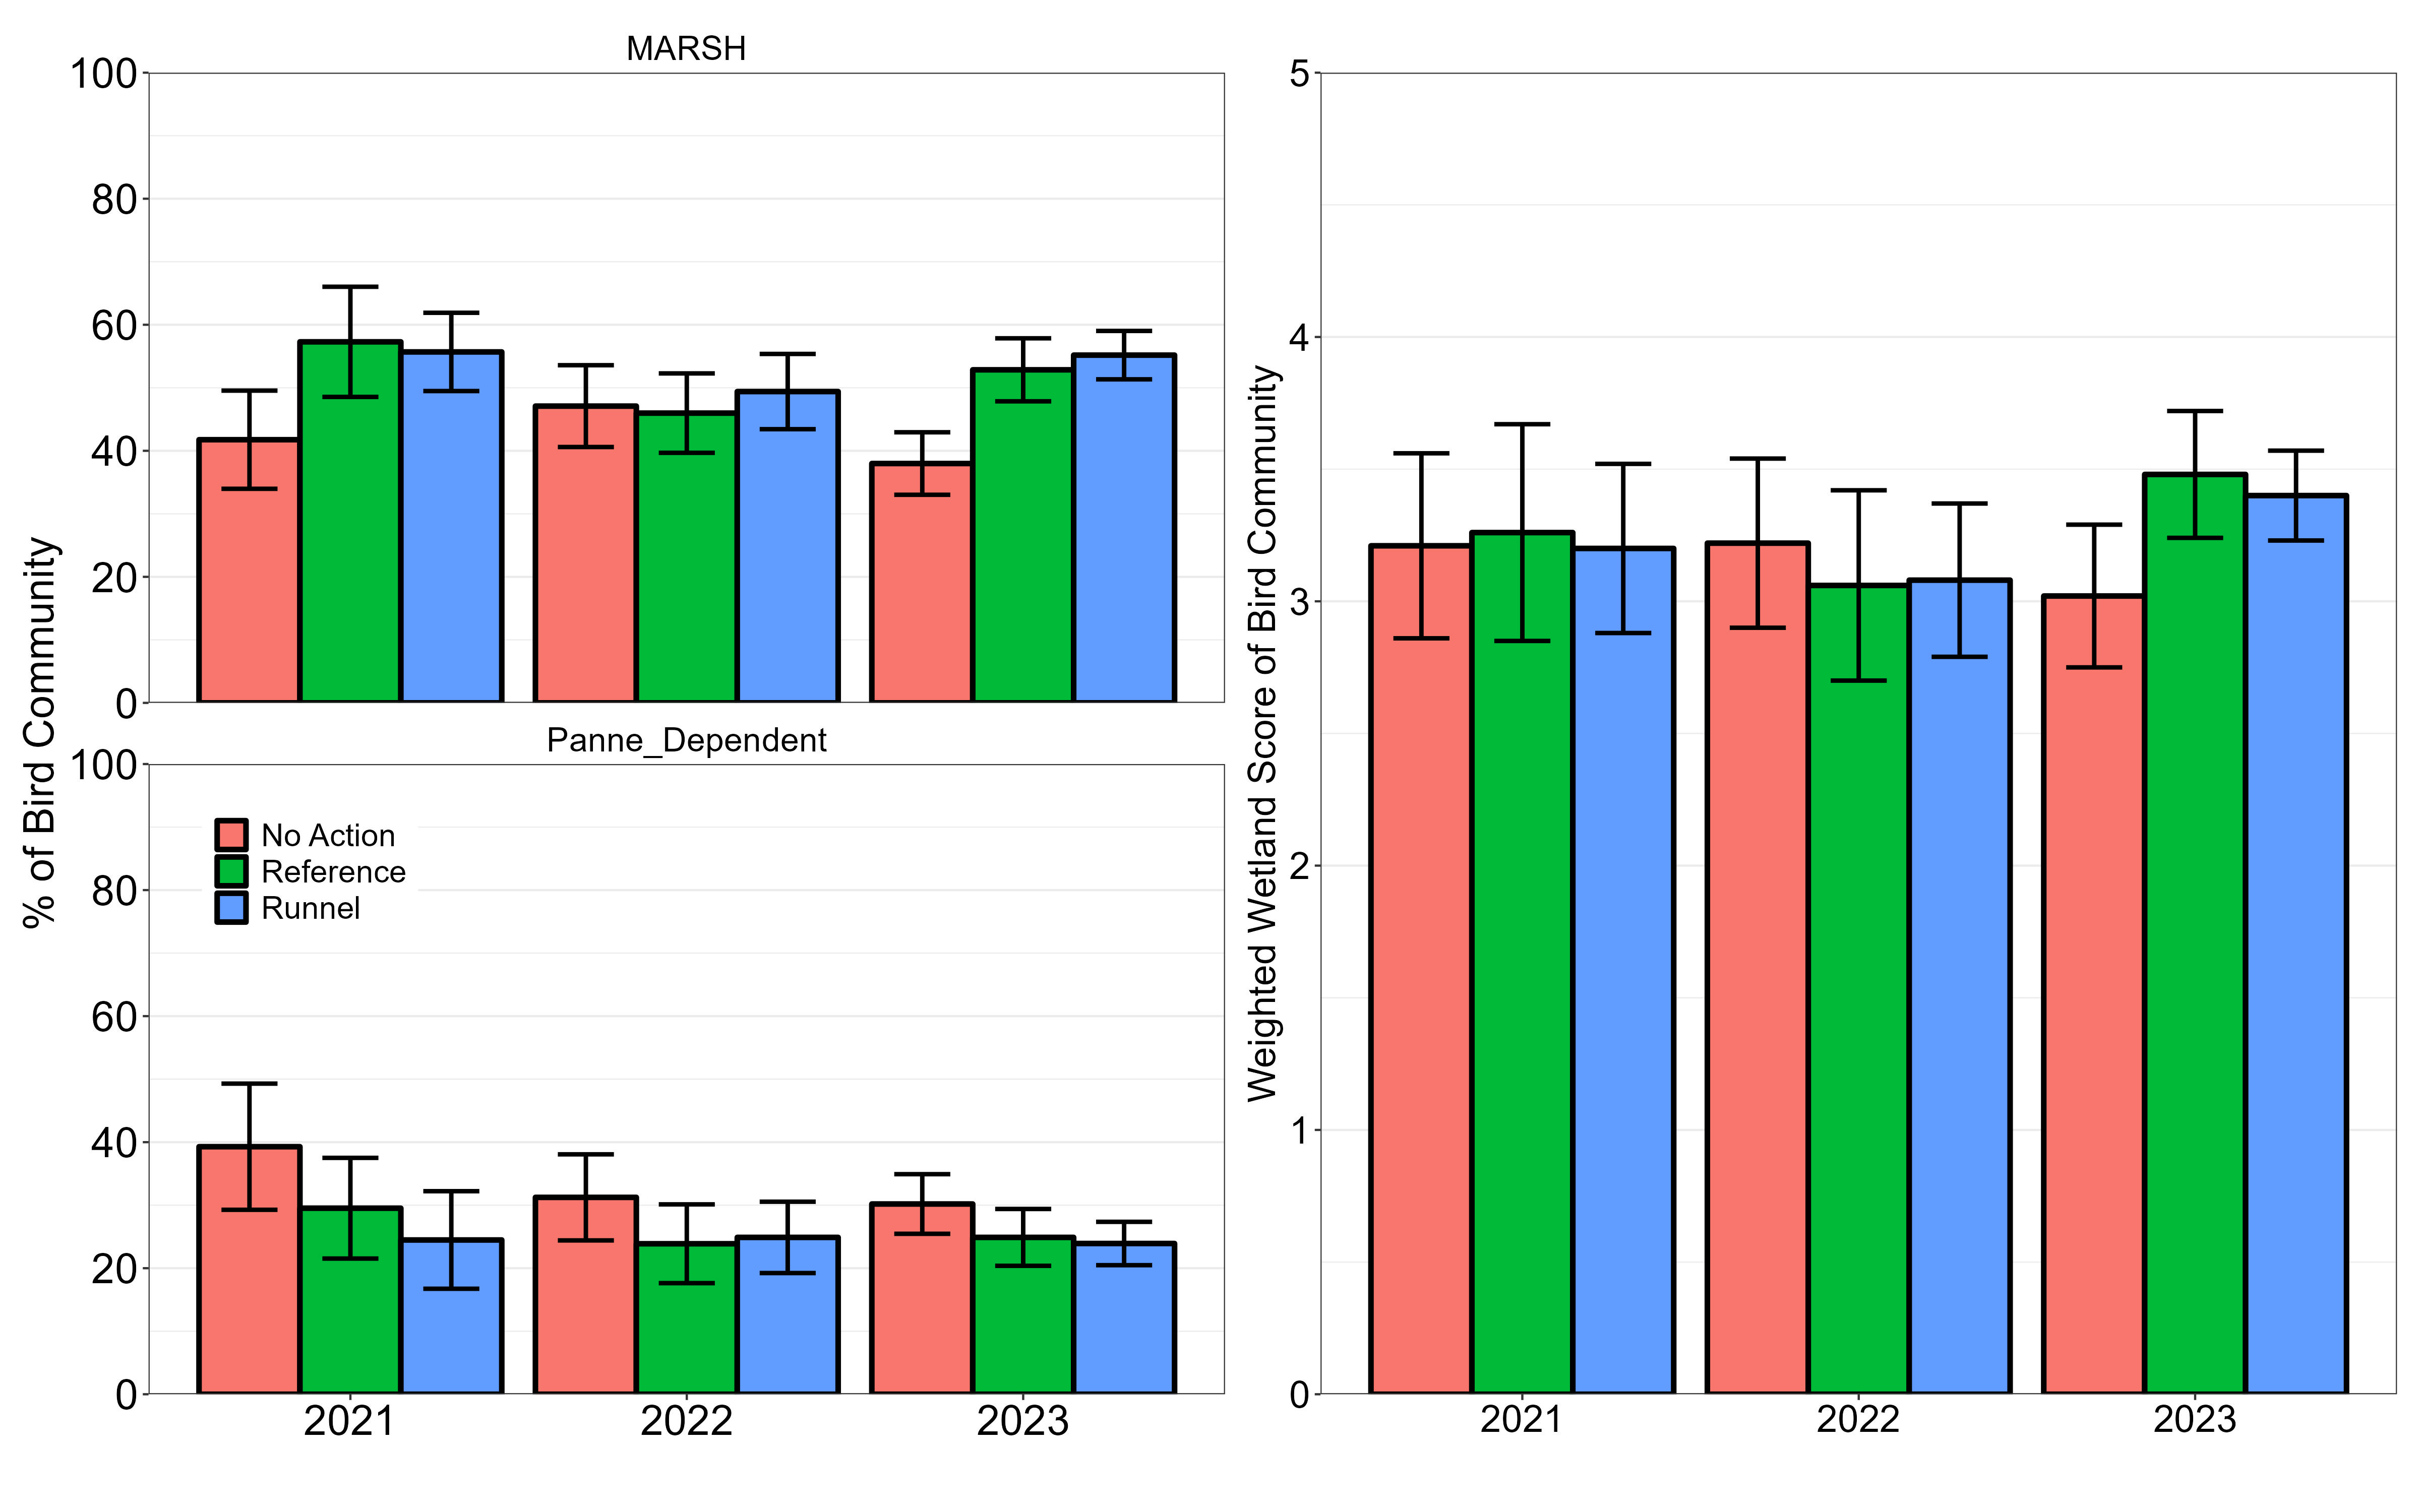 MARSH
100
80
60
40
20
0
% of Bird Community
Panne_Dependent
100
80
60
40
20
0
No Action
Reference
Runnel
2021 2022 2023
Weighted Wetland Score of Bird Community
5
4
3
2
1
0
2021 2022 2023